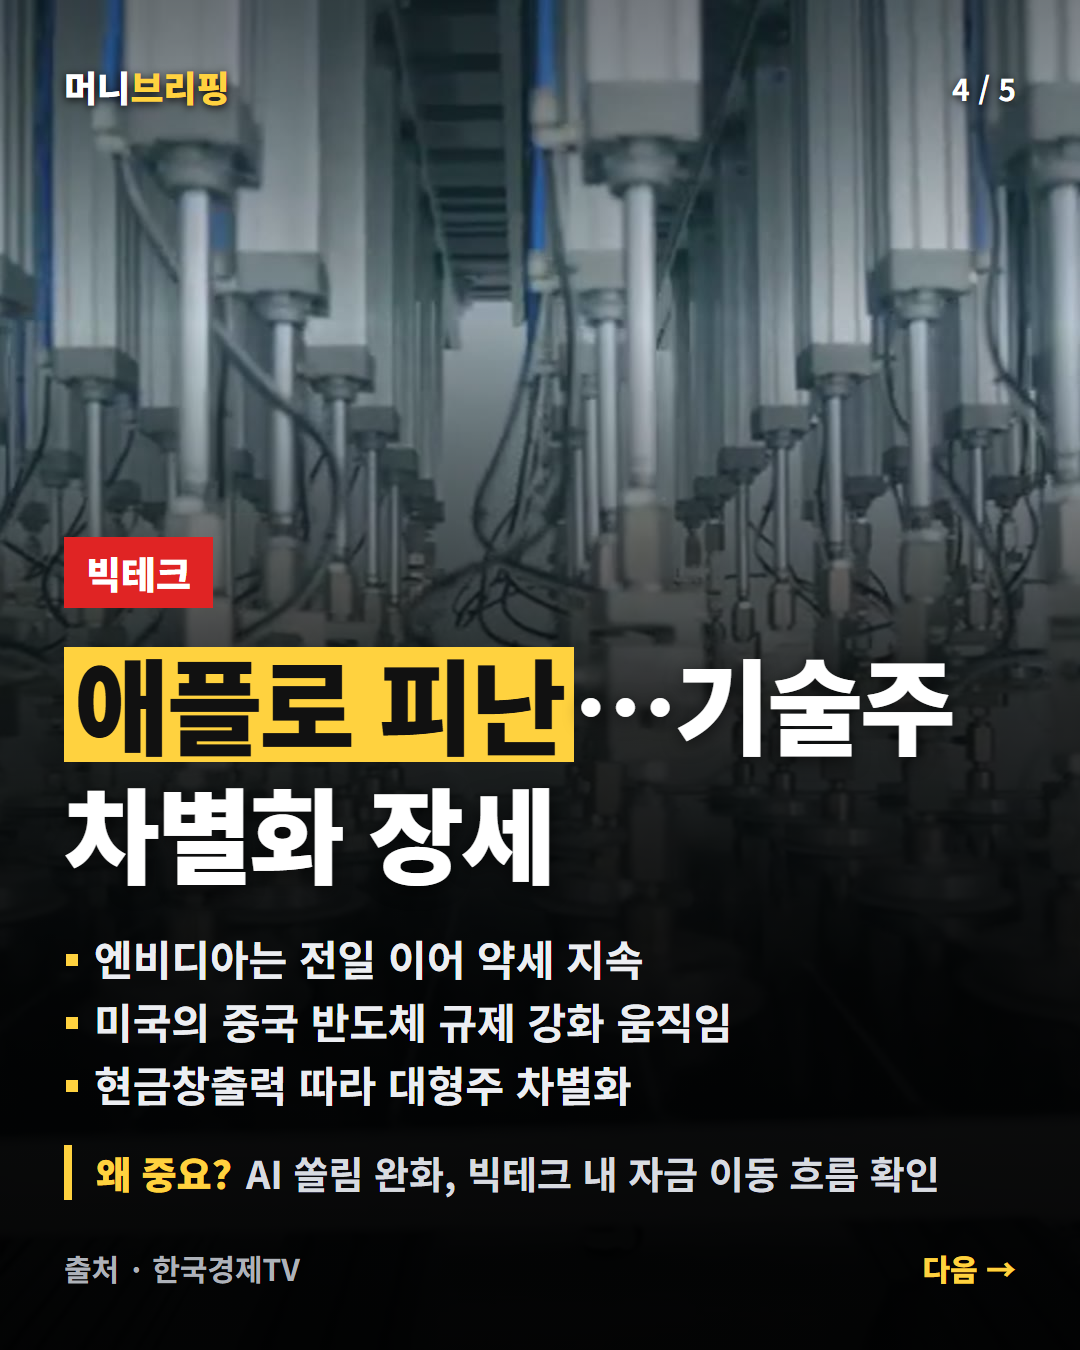 머니브리핑
4 / 5
빅테크
애플로 피난…기술주
차별화 장세
엔비디아는 전일 이어 약세 지속
미국의 중국 반도체 규제 강화 움직임
현금창출력 따라 대형주 차별화
왜 중요? AI 쏠림 완화, 빅테크 내 자금 이동 흐름 확인
출처 · 한국경제TV
다음 →